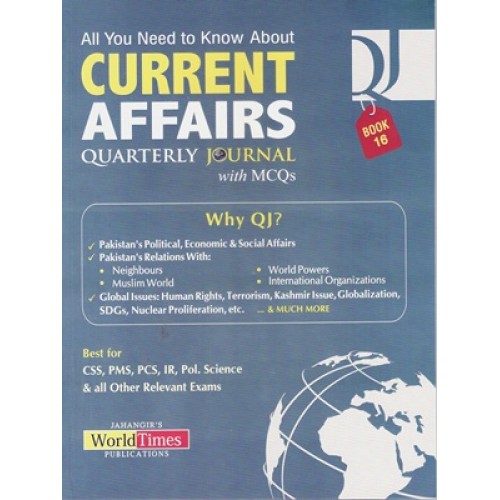 All You Need to Know About
CURRENT
AFFAIRS
QUARTERLY JOURNAL
with MCQs
QJ
BOOK
16
Why QJ?
✓ Pakistan's Political, Economic & Social Affairs
✓ Pakistan's Relations With:
• Neighbours
• World Powers
• Muslim World
• International Organizations
✓ Global Issues: Human Rights, Terrorism, Kashmir Issue, Globalization,
SDGs, Nuclear Proliferation, etc. ... & MUCH MORE
Best for
CSS, PMS, PCS, IR, Pol. Science
& all Other Relevant Exams
JAHANGIR'S
WorldTimes
PUBLICATIONS